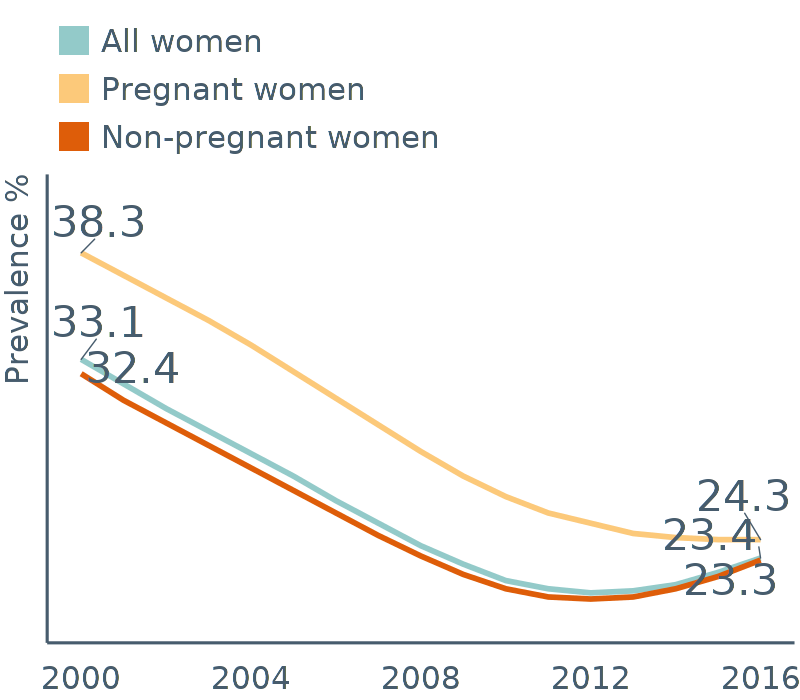 All women
Pregnant women
Non-pregnant women
Prevalence %
38.3
33.1
32.4
24.3
23.4
23.3
2000 2004 2008 2012 2016